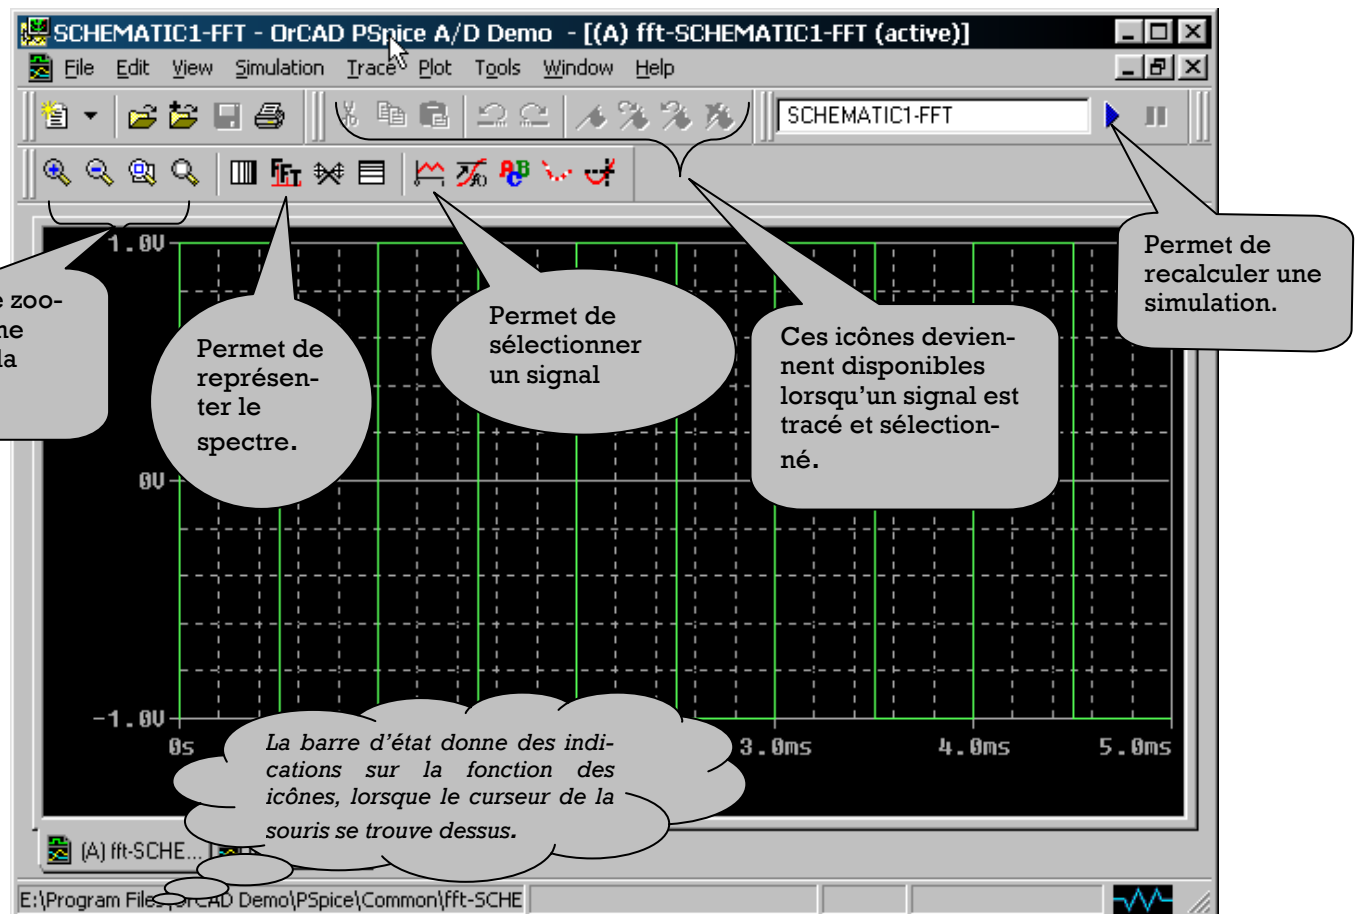 SCHEMATIC1-FFT - OrCAD PSpice A/D Demo - [(A) fft-SCHEMATIC1-FFT (active)]
File Edit View Simulation Trace Plot Tools Window Help
SCHEMATIC1-FFT
FFT
ABC
1.0V
0V
-1.0V
0s
3.0ms
4.0ms
5.0ms
zoo-
la
Permet de
représen-
ter le
spectre.
Permet de
sélectionner
un signal
Ces icônes devien-
nent disponibles
lorsqu'un signal est
tracé et sélection-
né.
Permet de
recalculer une
simulation.
La barre d'état donne des indi-
cations sur la fonction des
icônes, lorsque le curseur de la
souris se trouve dessus.
(A) fft-SCHE...
E:\Program Files\OrCAD Demo\PSpice\Common\fft-SCHE